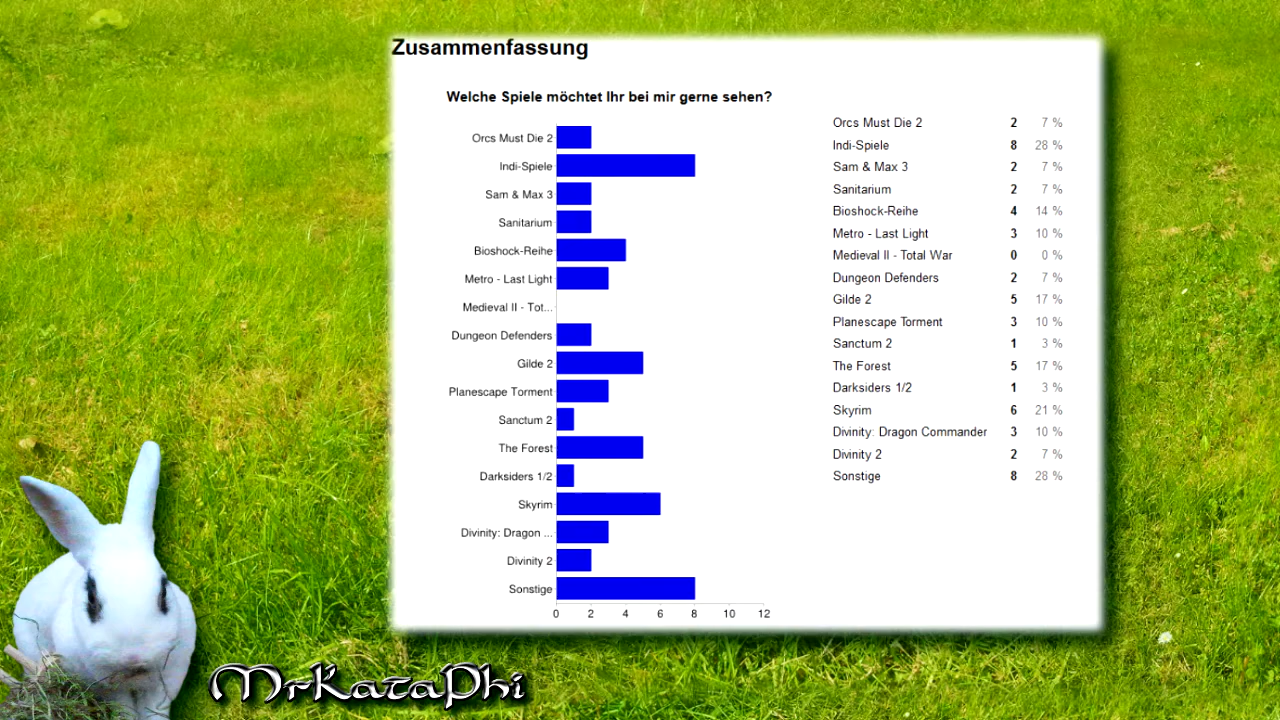 Zusammenfassung
Welche Spiele möchtet Ihr bei mir gerne sehen?
Orcs Must Die 2
Indi-Spiele
Sam & Max 3
Sanitarium
Bioshock-Reihe
Metro - Last Light
Medieval II - Tot...
Dungeon Defenders
Gilde 2
Planescape Torment
Sanctum 2
The Forest
Darksiders 1/2
Skyrim
Divinity: Dragon ...
Divinity 2
Sonstige
0 2 4 6 8 10 12
Orcs Must Die 2 2 7 %
Indi-Spiele 8 28 %
Sam & Max 3 2 7 %
Sanitarium 2 7 %
Bioshock-Reihe 4 14 %
Metro - Last Light 3 10 %
Medieval II - Total War 0 0 %
Dungeon Defenders 2 7 %
Gilde 2 5 17 %
Planescape Torment 3 10 %
Sanctum 2 1 3 %
The Forest 5 17 %
Darksiders 1/2 1 3 %
Skyrim 6 21 %
Divinity: Dragon Commander 3 10 %
Divinity 2 2 7 %
Sonstige 8 28 %
MrKataPhi